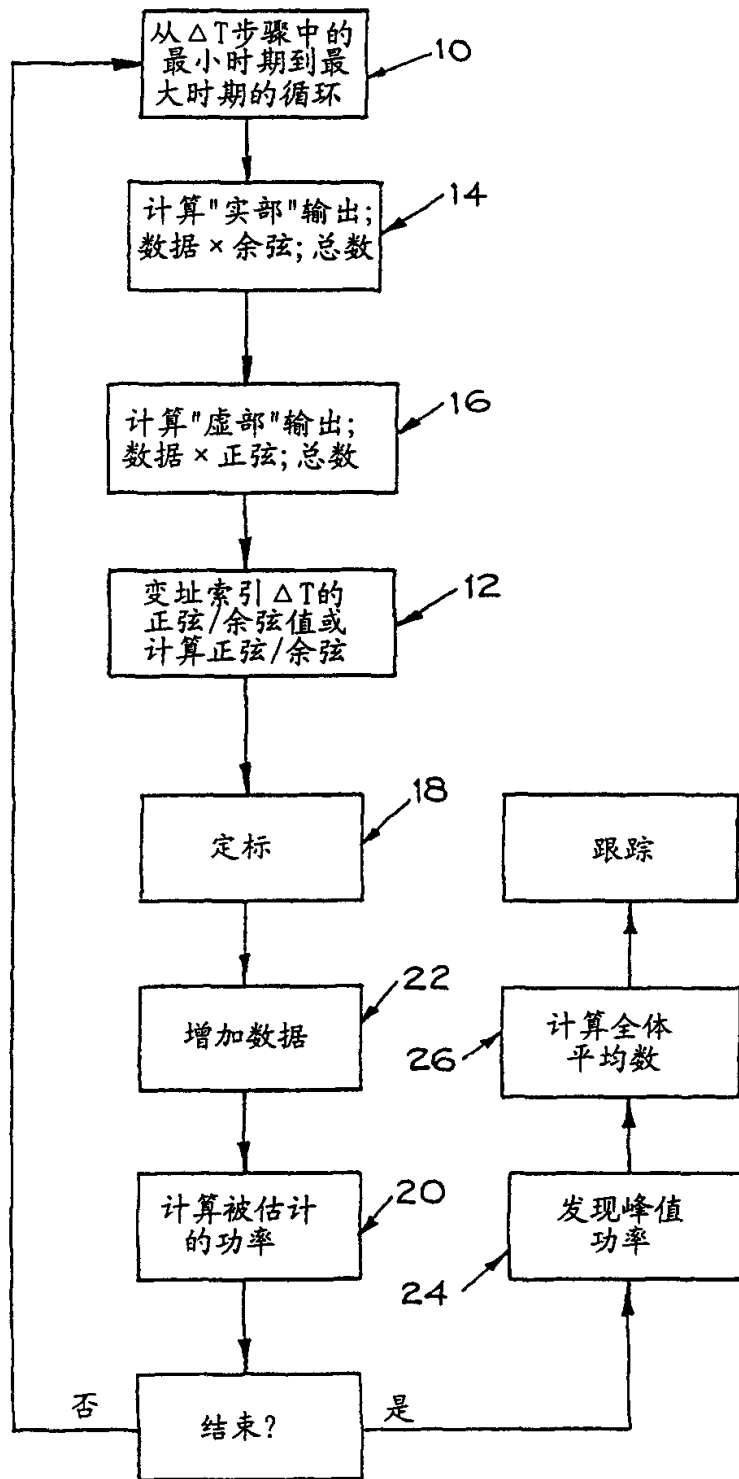 从△T步骤中的
最小时期到最
大时期的循环
10
计算"实部"输出;
数据×余弦;总数
14
计算"虚部"输出;
数据×正弦;总数
16
变址索引△T的
正弦/余弦值或
计算正弦/余弦
12
定标
18
增加数据
22
计算被估计
的功率
20
结束?
否
是
发现峰值
功率
24
计算全体
平均数
26
跟踪